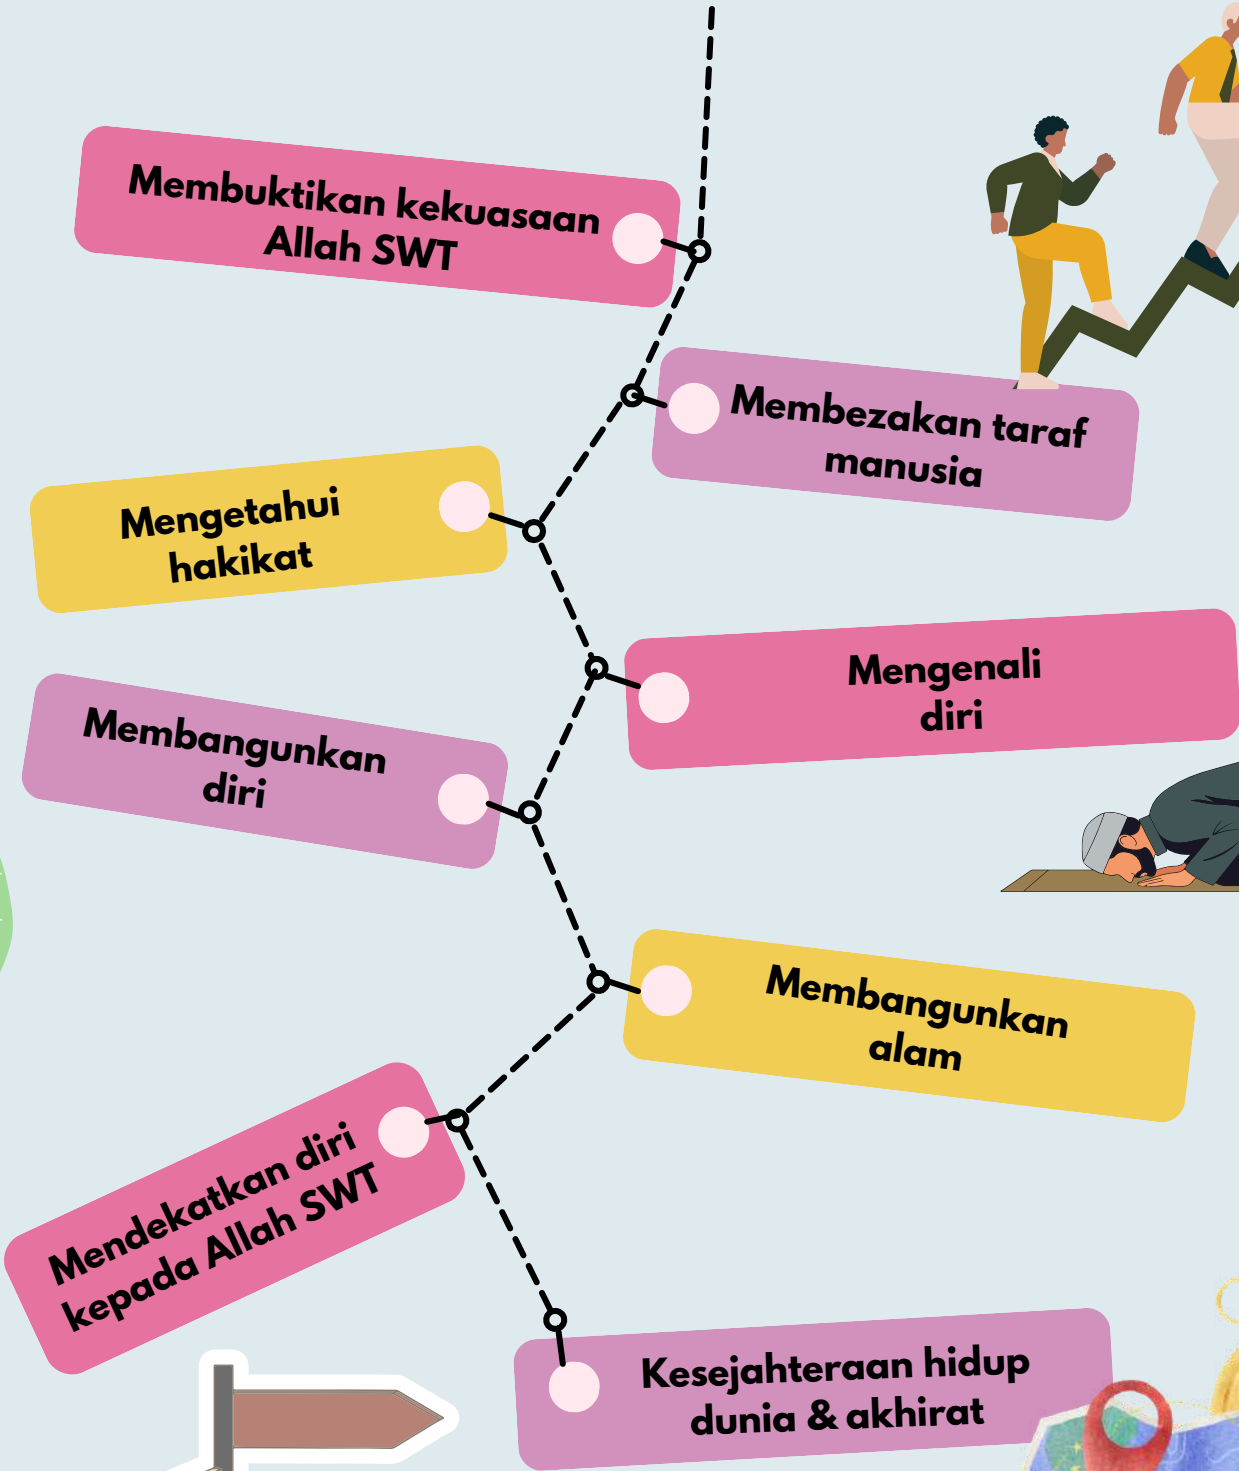 Membuktikan kekuasaan
Allah SWT
Membezakan taraf
manusia
Mengetahui
hakikat
Mengenali
diri
Membangunkan
diri
Membangunkan
alam
Mendekatkan diri
kepada Allah SWT
Kesejahteraan hidup
dunia & akhirat